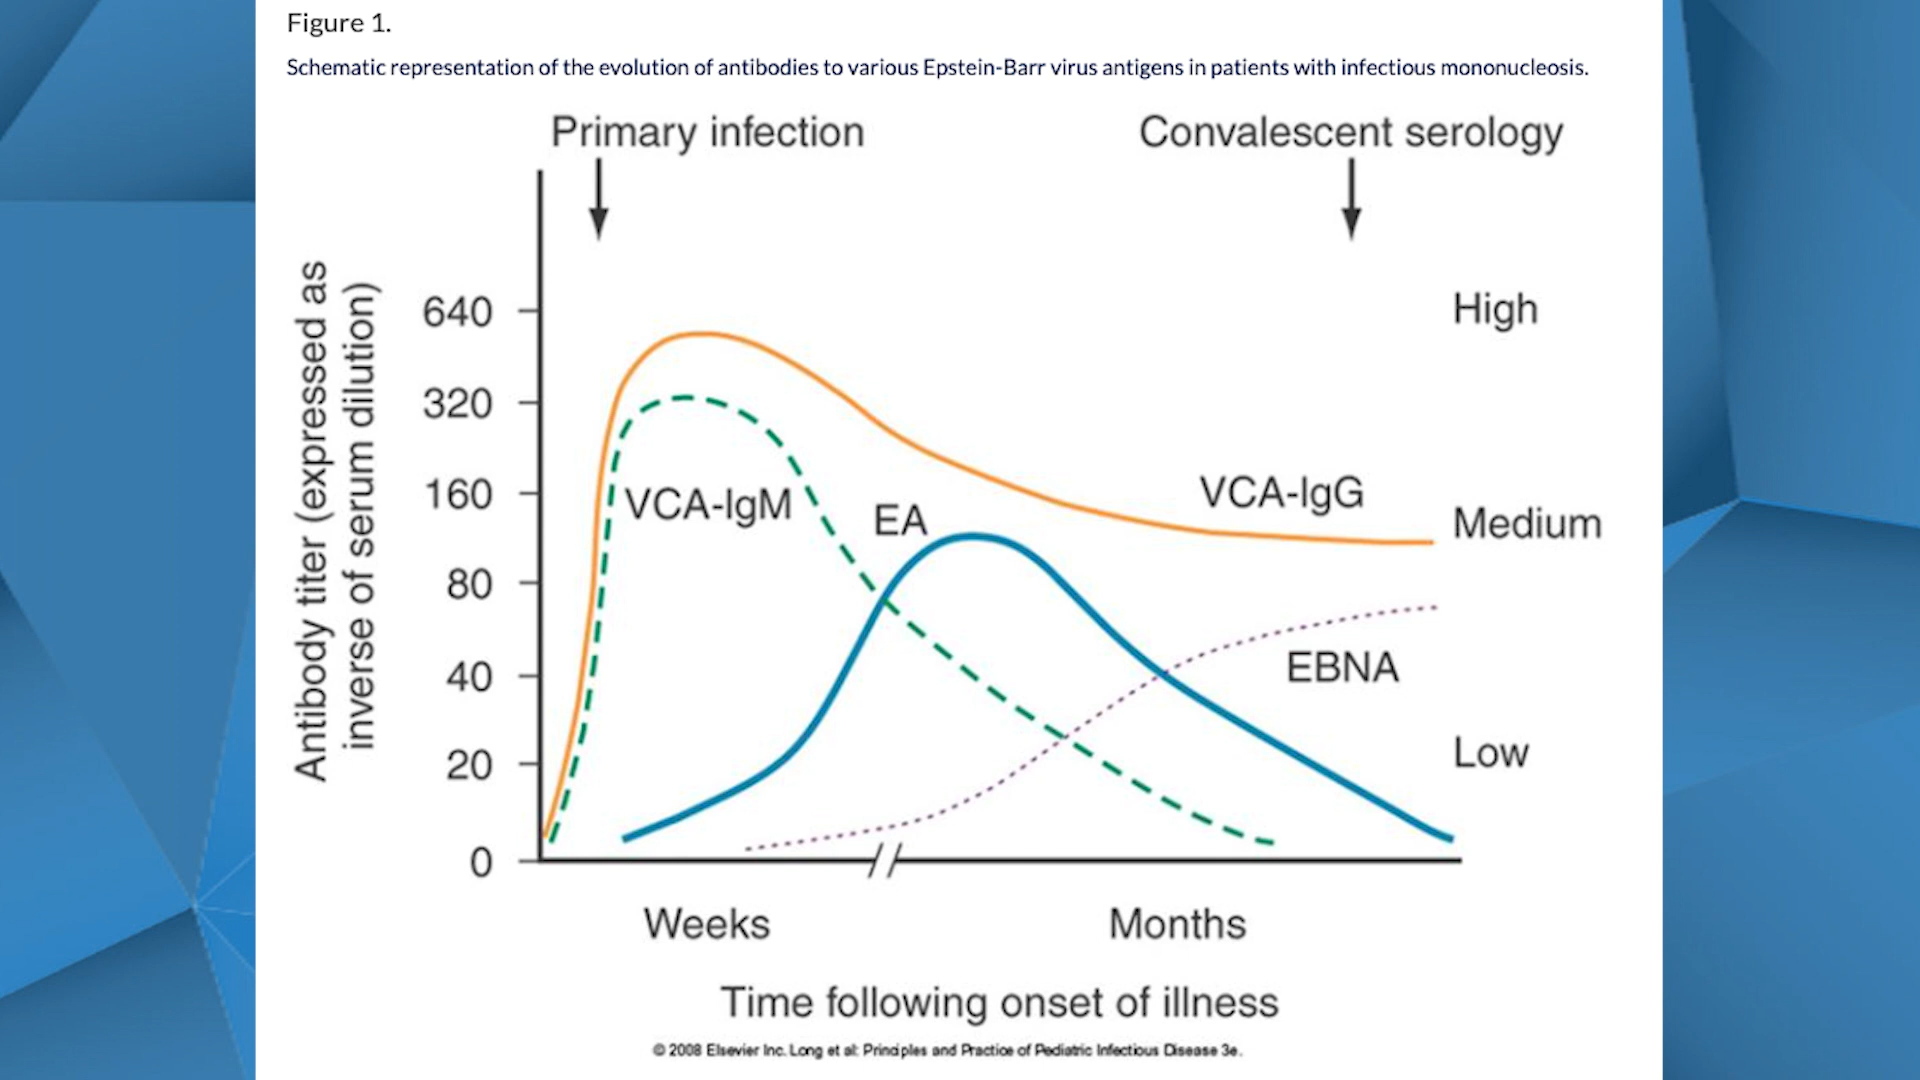 Figure 1.
Schematic representation of the evolution of antibodies to various Epstein-Barr virus antigens in patients with infectious mononucleosis.
Primary infection
Convalescent serology
Antibody titer (expressed as
inverse of serum dilution)
640
320
160
80
40
20
0
High
Medium
Low
VCA-IgM
EA
VCA-IgG
EBNA
Weeks
Months
Time following onset of illness
© 2008 Elsevier Inc. Long et al: Principles and Practice of Pediatric Infectious Disease 3e.